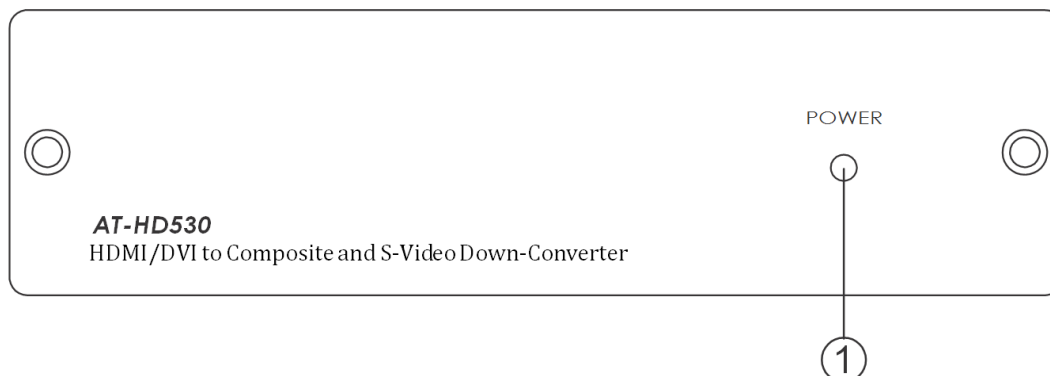 POWER
AT-HD530
HDMI/DVI to Composite and S-Video Down-Converter
1